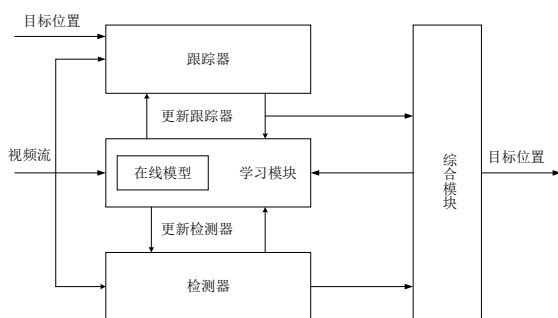 目标位置
跟踪器
更新跟踪器
视频流
在线模型
学习模块
综合模块
目标位置
更新检测器
检测器